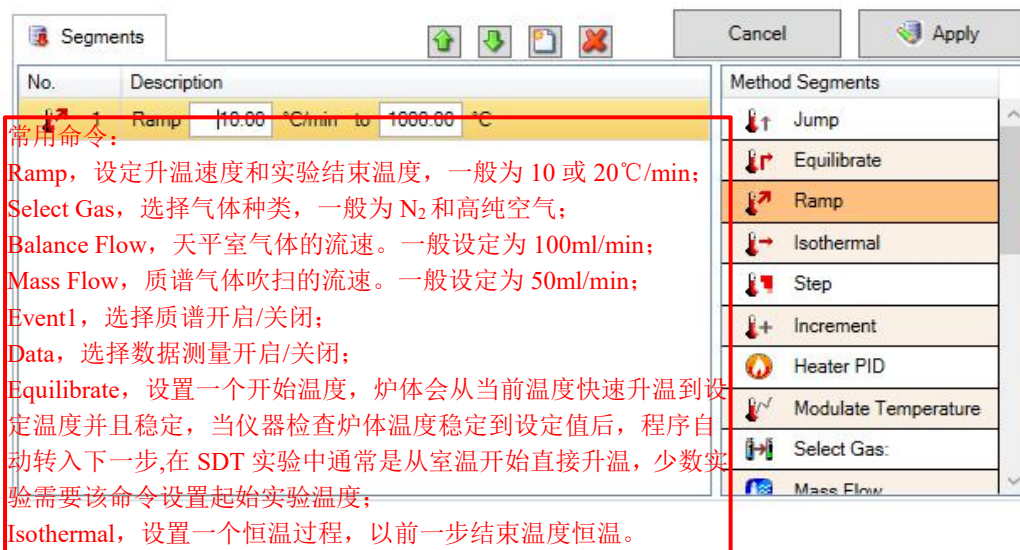 Segments
Cancel
Apply
No. Description
Method Segments
1 Ramp 10.00 °C/min to 1000.00 °C
Jump
Equilibrate
Ramp
Isothermal
Step
Increment
Heater PID
Modulate Temperature
Select Gas:
Mass Flow
常用命令：
Ramp，设定升温速度和实验结束温度，一般为 10 或 20℃/min；
Select Gas，选择气体种类，一般为 N₂和高纯空气；
Balance Flow，天平室气体的流速。一般设定为 100ml/min；
Mass Flow，质谱气体吹扫的流速。一般设定为 50ml/min；
Event1，选择质谱开启/关闭；
Data，选择数据测量开启/关闭；
Equilibrate，设置一个开始温度，炉体会从当前温度快速升温到设
定温度并且稳定，当仪器检查炉体温度稳定到设定值后，程序自
动转入下一步,在 SDT 实验中通常是从室温开始直接升温，少数实
验需要该命令设置起始实验温度；
Isothermal，设置一个恒温过程，以前一步结束温度恒温。